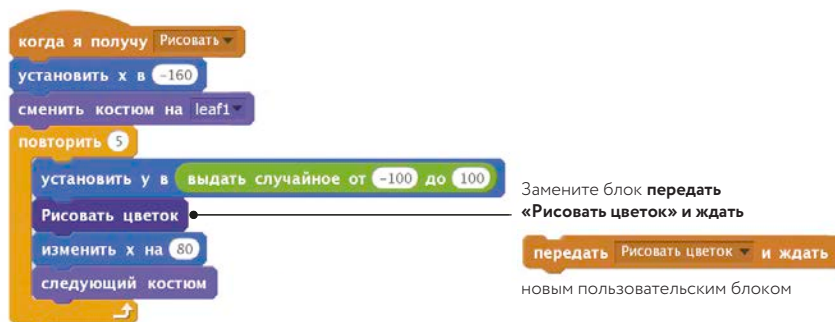 когда я получу Рисовать
установить x в -160
сменить костюм на leaf1
повторить 5
установить y в выдать случайное от -100 до 100
Рисовать цветок
изменить x на 80
следующий костюм
Замените блок передать
«Рисовать цветок» и ждать
передать Рисовать цветок и ждать
новым пользовательским блоком